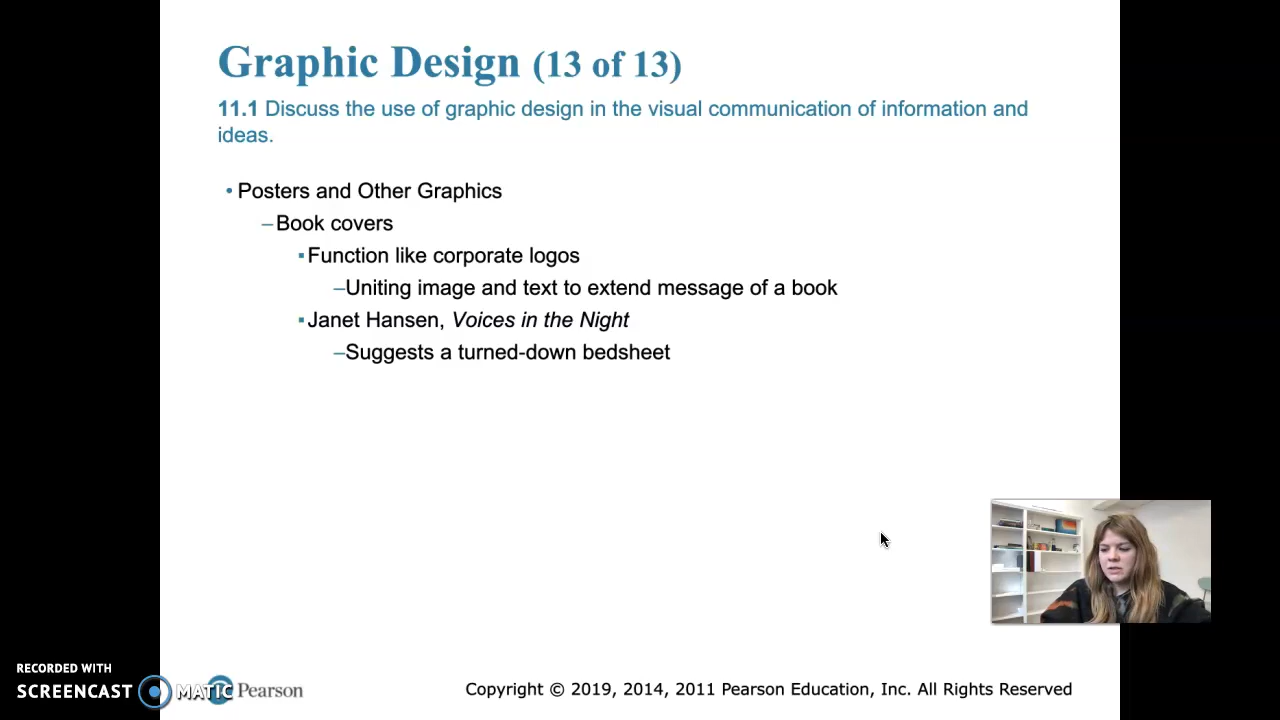 Graphic Design (13 of 13)
11.1 Discuss the use of graphic design in the visual communication of information and
ideas.
• Posters and Other Graphics
–Book covers
▪Function like corporate logos
–Uniting image and text to extend message of a book
▪Janet Hansen, Voices in the Night
–Suggests a turned-down bedsheet
RECORDED WITH
SCREENCAST MATIC
Pearson
Copyright © 2019, 2014, 2011 Pearson Education, Inc. All Rights Reserved